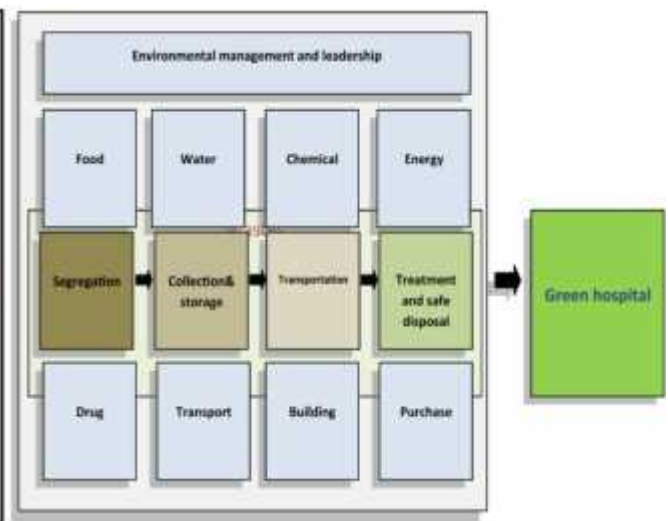 Environmental management and leadership
Food
Water
Chemical
Energy
Segregation
Collection&
storage
Transportation
Treatment
and safe
disposal
Green hospital
Drug
Transport
Building
Purchase